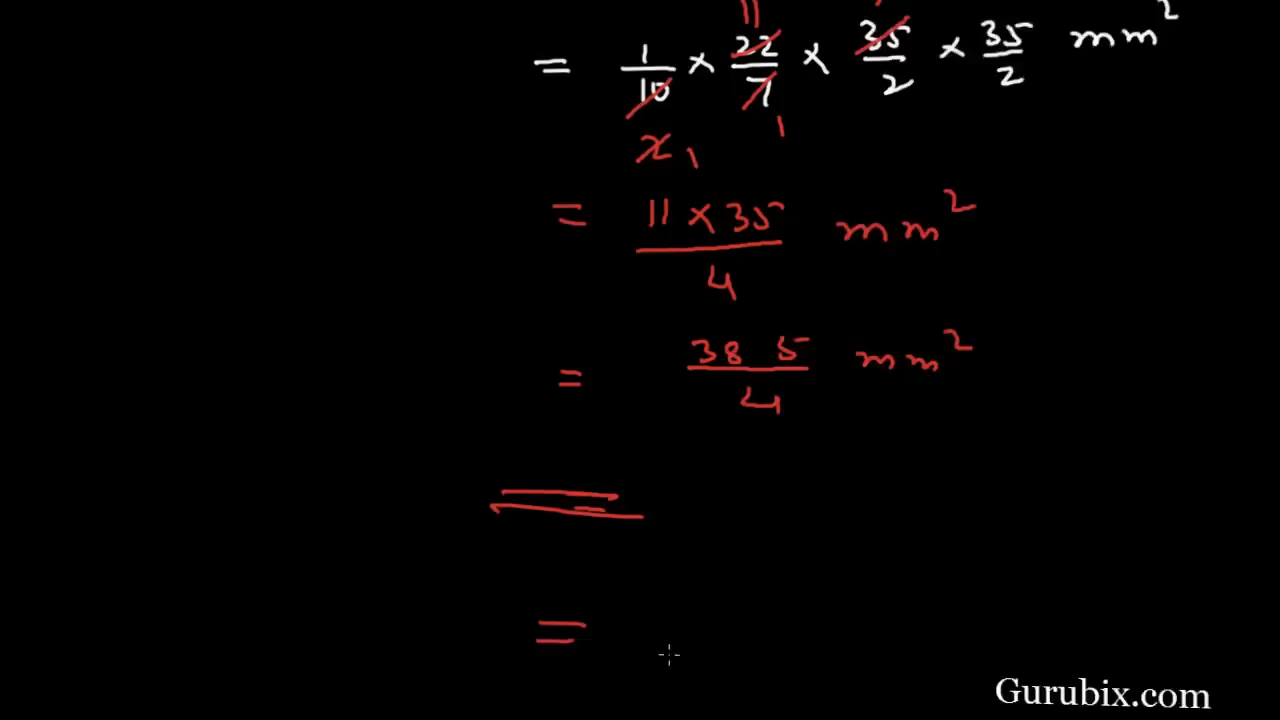 11
= 1/10 × 22/7 × 35/2 × 35/2 mm²
x 1 1
= 11 × 35 / 4 mm²
= 385/4 mm²
=
Gurubix.com